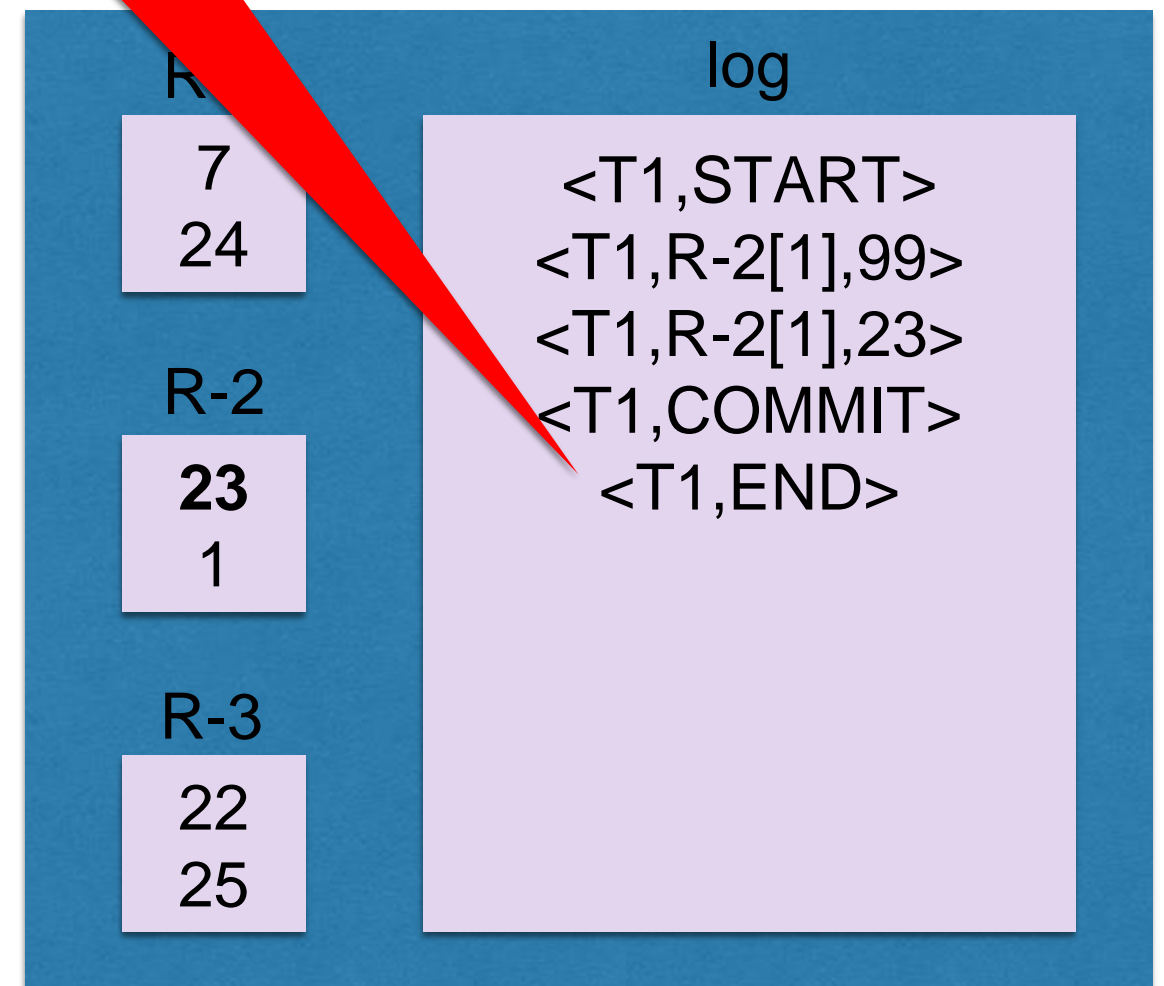 log
7
24
R-2
23
1
R-3
22
25
<T1,START>
<T1,R-2[1],99>
<T1,R-2[1],23>
<T1,COMMIT>
<T1,END>